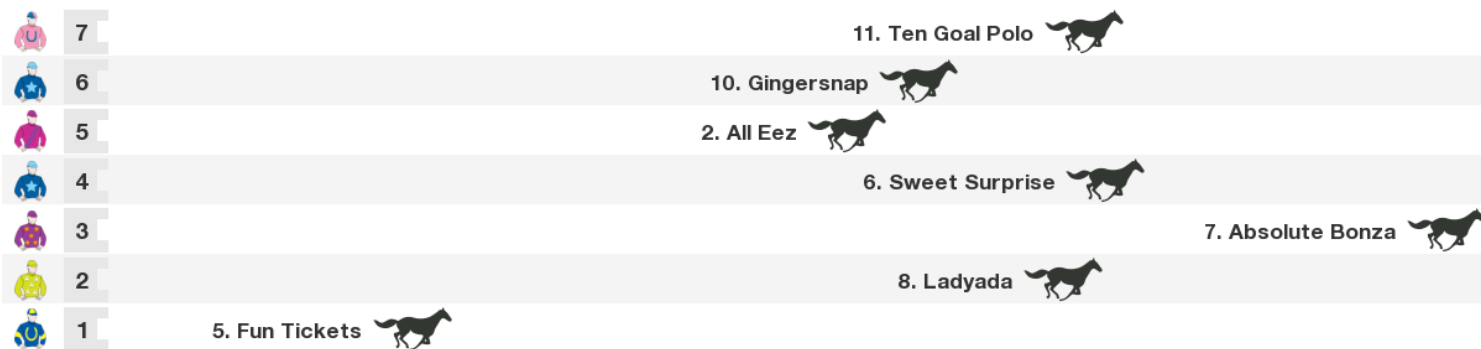 7 11. Ten Goal Polo
6 10. Gingersnap
5 2. All Eez
4 6. Sweet Surprise
3 7. Absolute Bonza
2 8. Ladyada
1 5. Fun Tickets